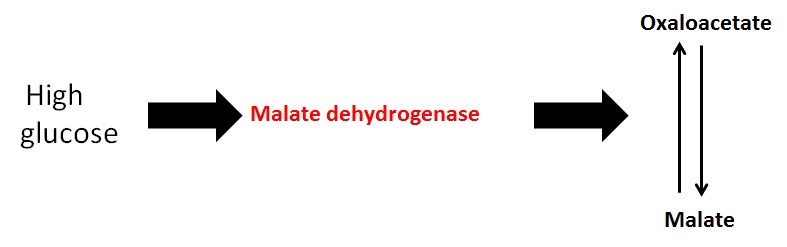 Oxaloacetate
High
glucose
Malate dehydrogenase
Malate